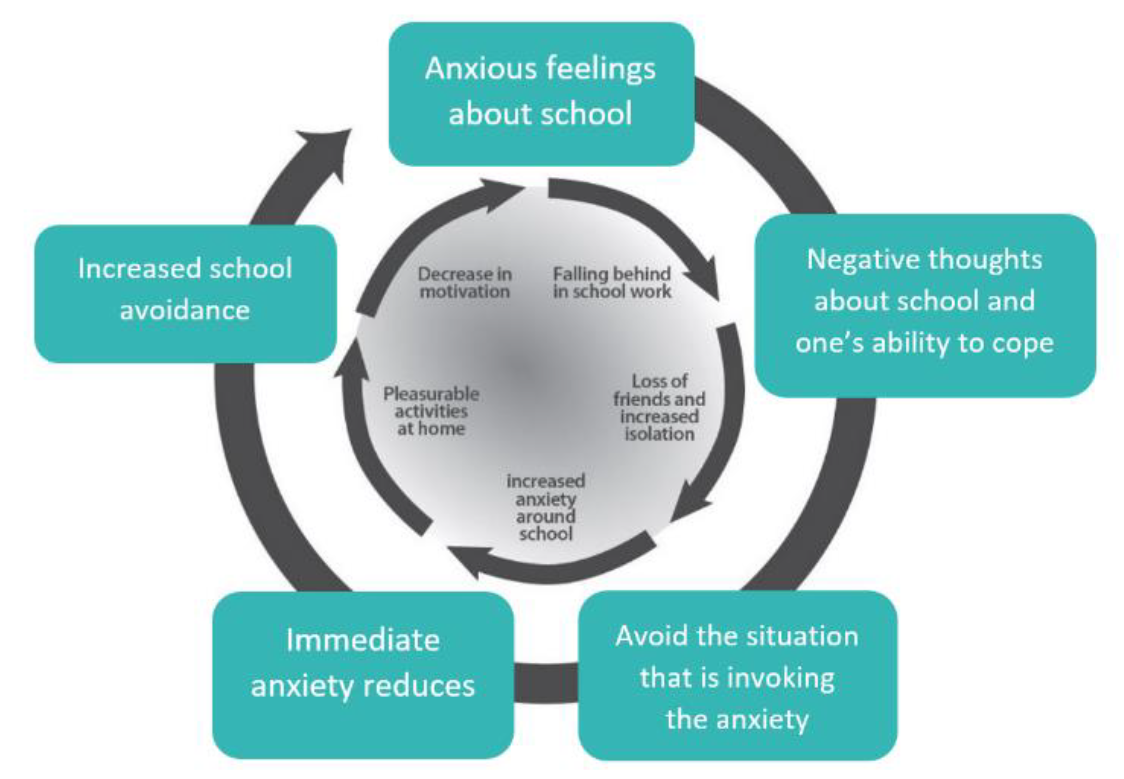 Anxious feelings
about school
Negative thoughts
about school and
one's ability to cope
Avoid the situation
that is invoking
the anxiety
Immediate
anxiety reduces
Increased school
avoidance
Falling behind
in school work
Loss of
friends and
increased
isolation
increased
anxiety
around
school
Pleasurable
activities
at home
Decrease in
motivation